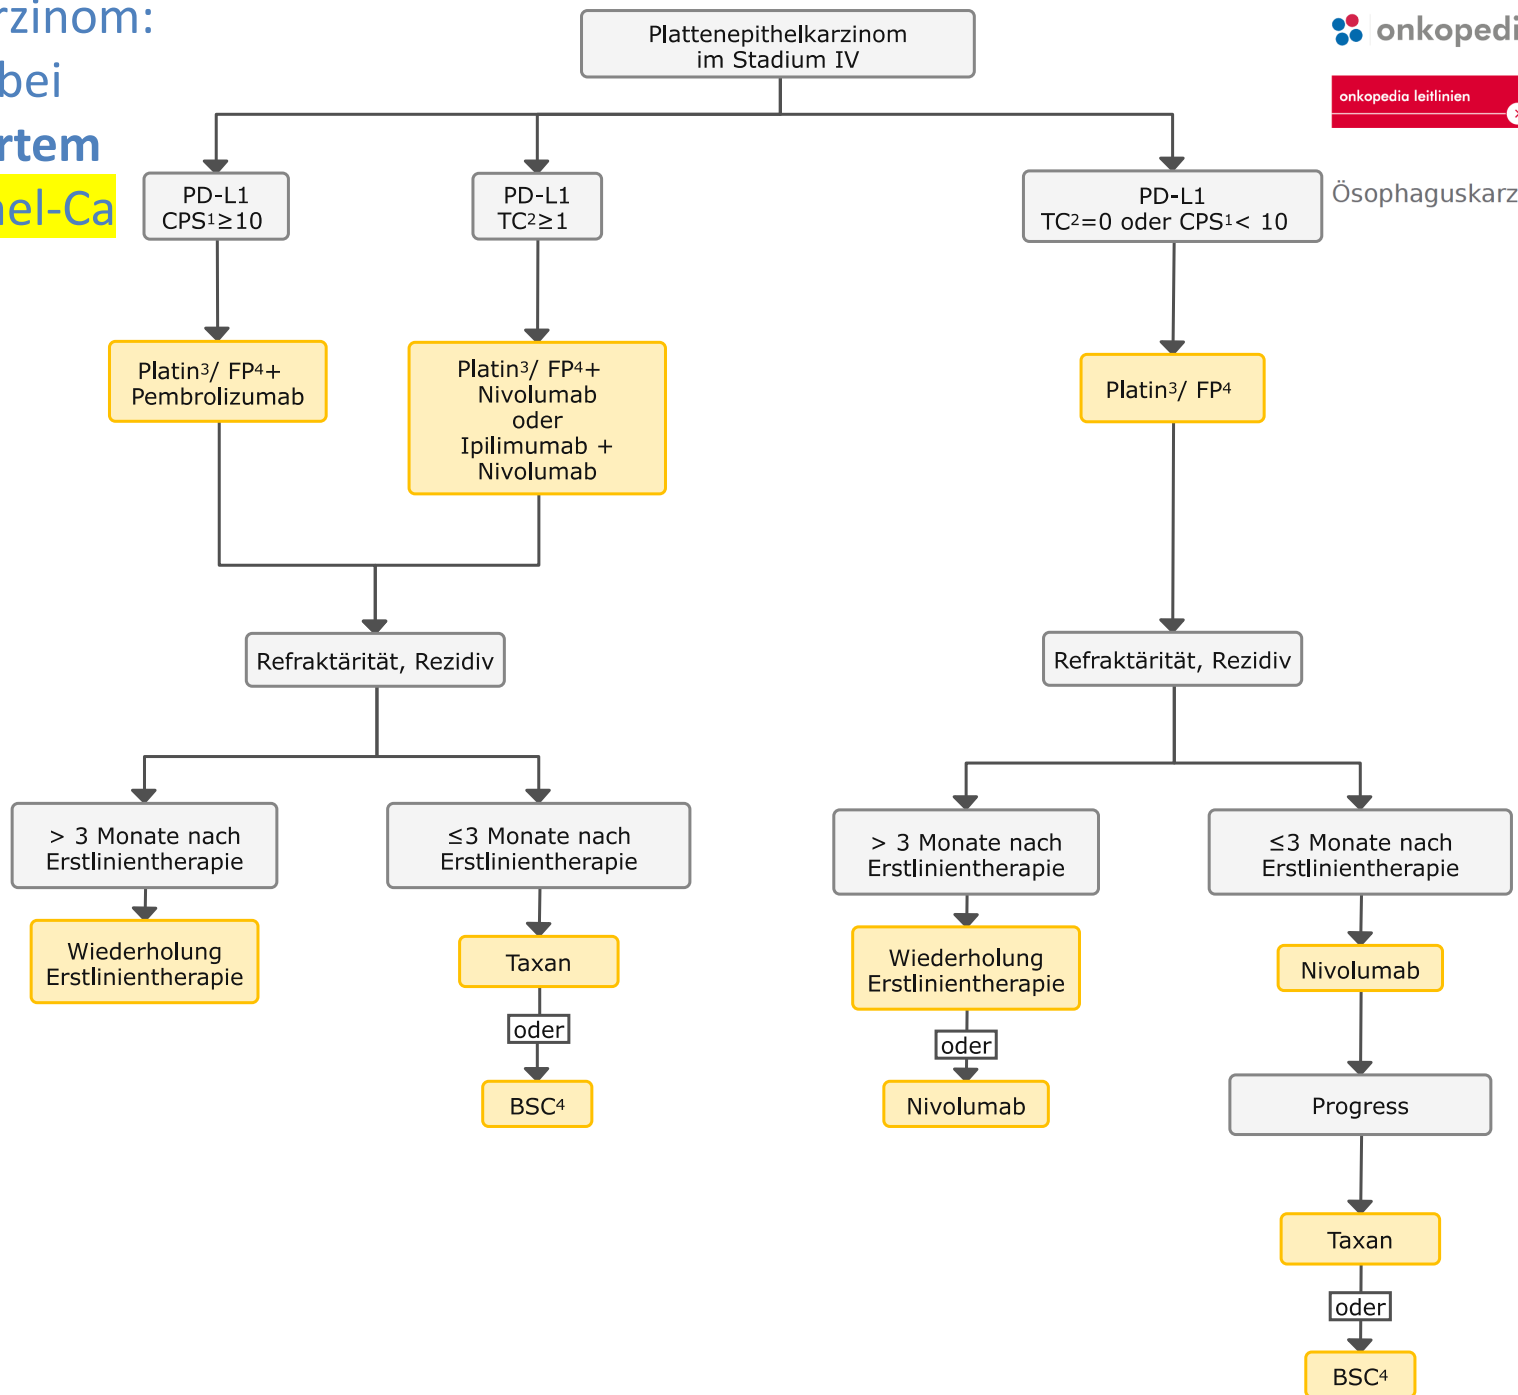 rzinom:
bei
rtem
nel-Ca
Plattenepithelkarzinom
im Stadium IV
onkopedi
onkopedia leitlinien
Ösophaguskarz
PD-L1
CPS¹≥10
PD-L1
TC²≥1
PD-L1
TC²=0 oder CPS¹< 10
Platin³/ FP⁴+
Pembrolizumab
Platin³/ FP⁴+
Nivolumab
oder
Ipilimumab +
Nivolumab
Platin³/ FP⁴
Refraktärität, Rezidiv
Refraktärität, Rezidiv
> 3 Monate nach
Erstlinientherapie
≤3 Monate nach
Erstlinientherapie
> 3 Monate nach
Erstlinientherapie
≤3 Monate nach
Erstlinientherapie
Wiederholung
Erstlinientherapie
Taxan
oder
BSC⁴
Wiederholung
Erstlinientherapie
oder
Nivolumab
Nivolumab
Progress
Taxan
oder
BSC⁴